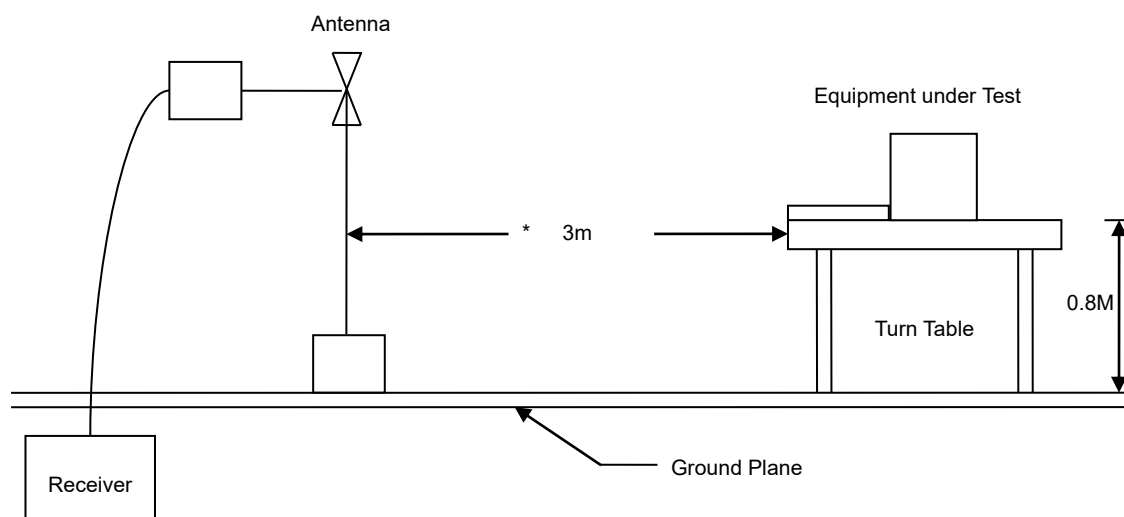 Antenna
Equipment under Test
* 3m
0.8M
Turn Table
Ground Plane
Receiver